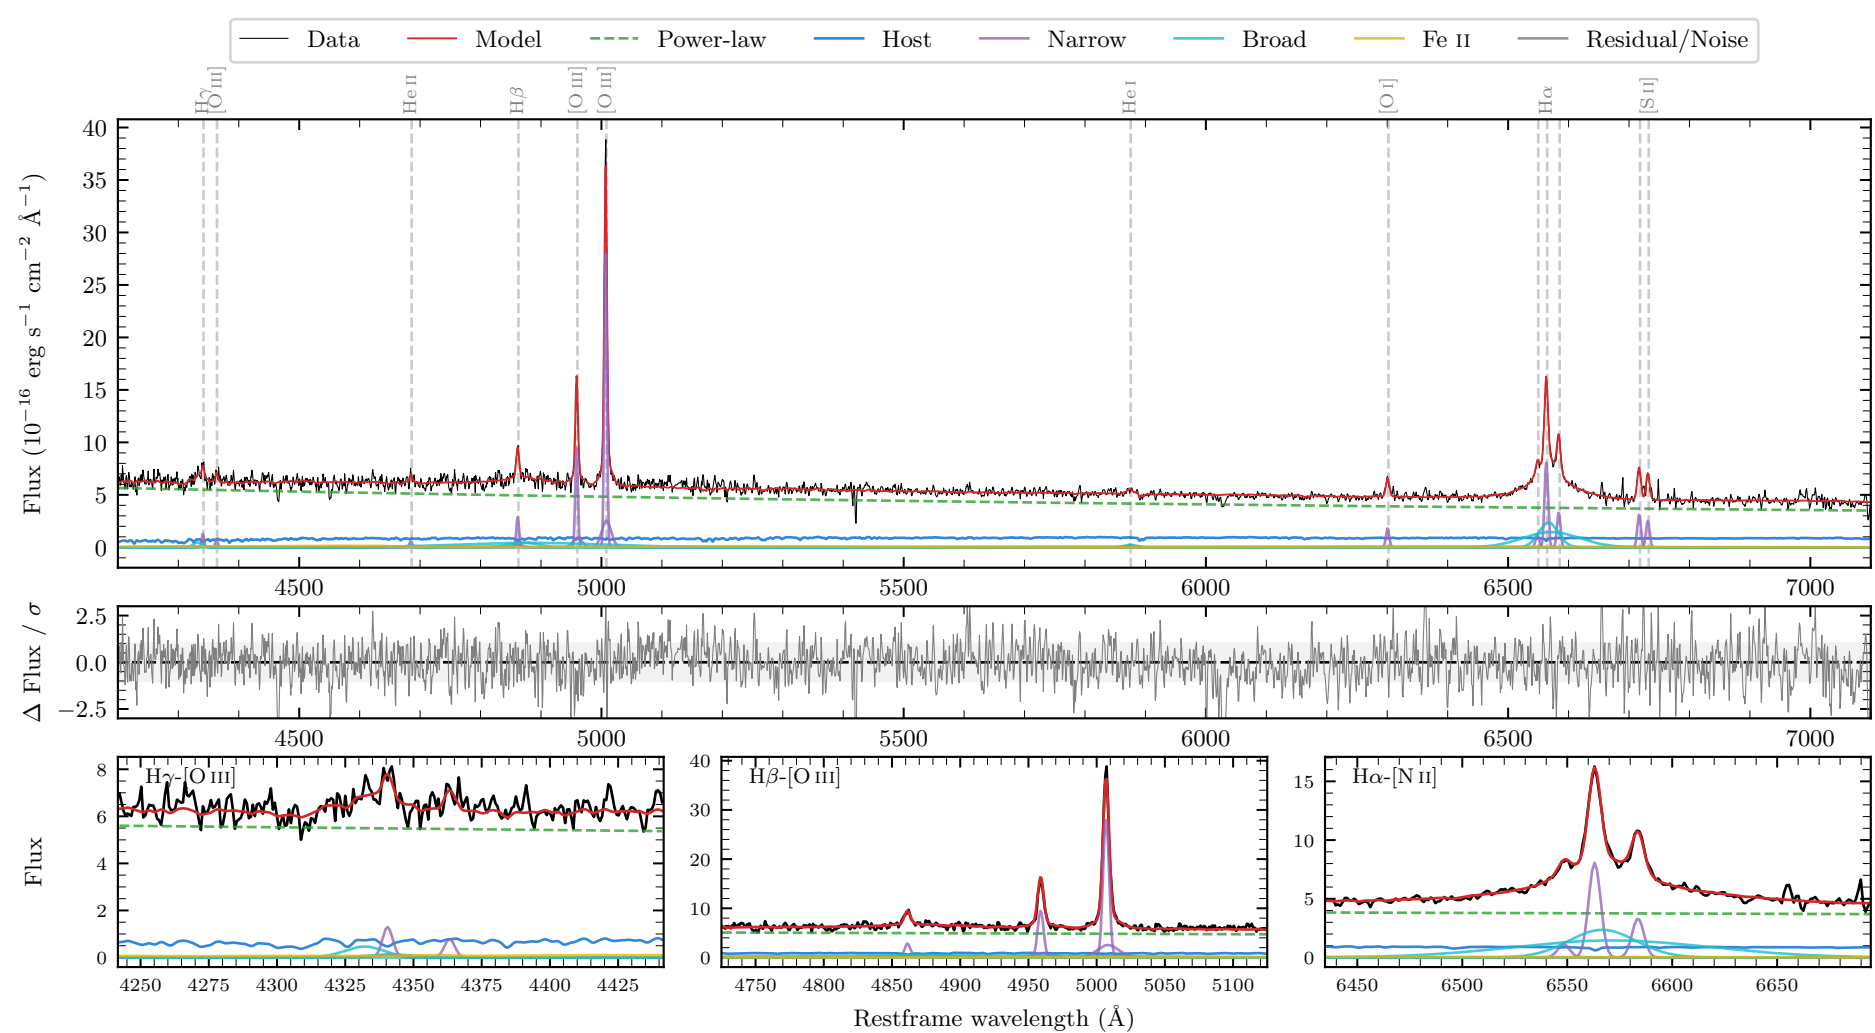 Data Model Power-law Host Narrow Broad Fe II Residual/Noise
Hγ [O III] He II Hβ [O III] [O III] He I [O I] Hα [S II]
Flux (10−16 erg s−1 cm−2 Å−1)
40
35
30
25
20
15
10
5
0
4500 5000 5500 6000 6500 7000
Δ Flux / σ
2.5
0.0
−2.5
4500 5000 5500 6000 6500 7000
Flux
Hγ-[O III]
8
6
4
2
0
4250 4275 4300 4325 4350 4375 4400 4425
Hβ-[O III]
40
30
20
10
0
4750 4800 4850 4900 4950 5000 5050 5100
Hα-[N II]
15
10
5
0
6450 6500 6550 6600 6650
Restframe wavelength (Å)